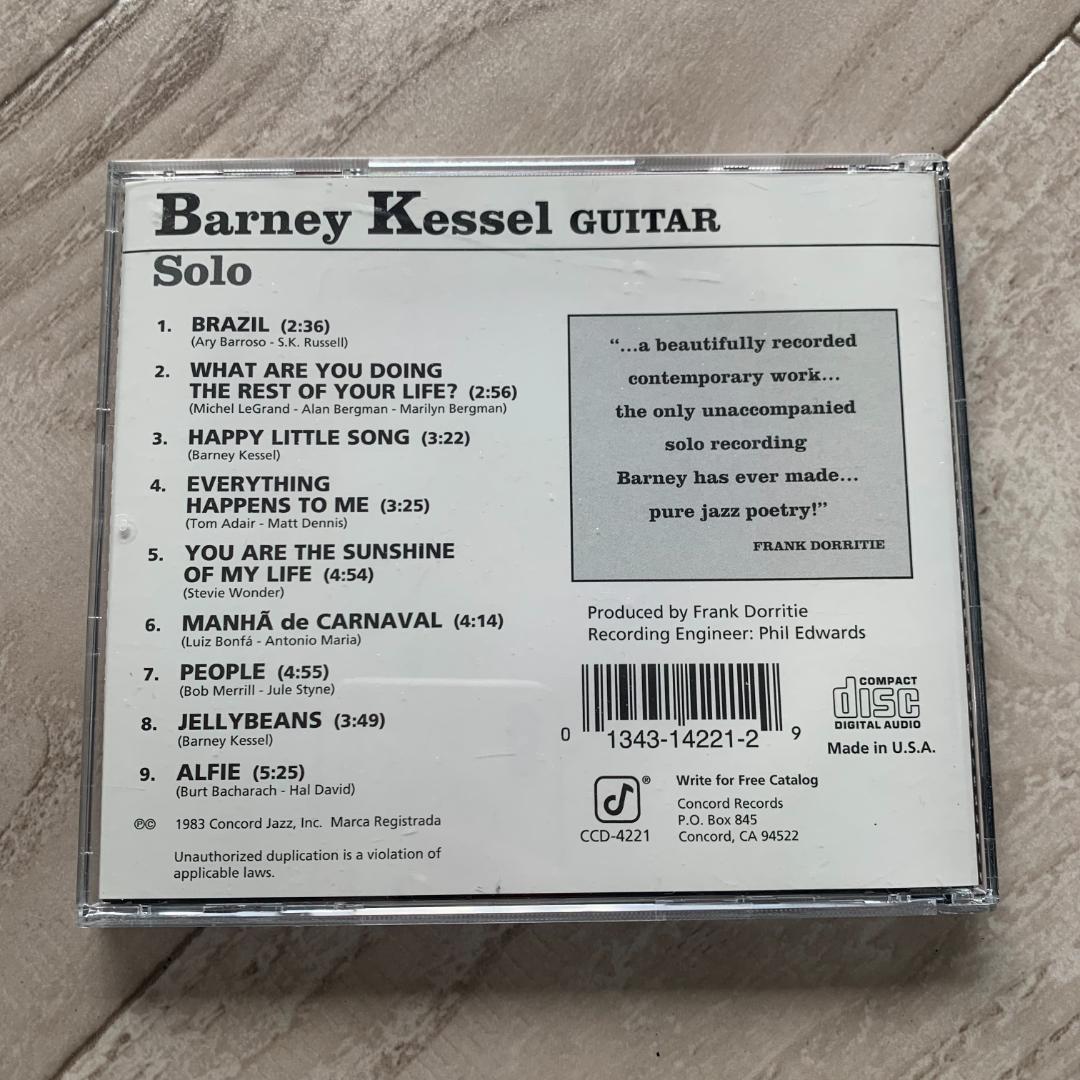 Barney Kessel GUITAR
Solo
1. BRAZIL (2:36)
(Ary Barroso - S.K. Russell)
2. WHAT ARE YOU DOING
THE REST OF YOUR LIFE? (2:56)
(Michel LeGrand - Alan Bergman - Marilyn Bergman)
3. HAPPY LITTLE SONG (3:22)
(Barney Kessel)
4. EVERYTHING
HAPPENS TO ME (3:25)
(Tom Adair - Matt Dennis)
5. YOU ARE THE SUNSHINE
OF MY LIFE (4:54)
(Stevie Wonder)
6. MANHÃ de CARNAVAL (4:14)
(Luiz Bonfá - Antonio Maria)
7. PEOPLE (4:55)
(Bob Merrill - Jule Styne)
8. JELLYBEANS (3:49)
(Barney Kessel)
9. ALFIE (5:25)
(Burt Bacharach - Hal David)
℗© 1983 Concord Jazz, Inc. Marca Registrada
Unauthorized duplication is a violation of
applicable laws.
“...a beautifully recorded
contemporary work...
the only unaccompanied
solo recording
Barney has ever made...
pure jazz poetry!”
FRANK DORRITIE
Produced by Frank Dorritie
Recording Engineer: Phil Edwards
0 1343-14221-2 9
COMPACT
disc
DIGITAL AUDIO
Made in U.S.A.
®
CCD-4221
Write for Free Catalog
Concord Records
P.O. Box 845
Concord, CA 94522